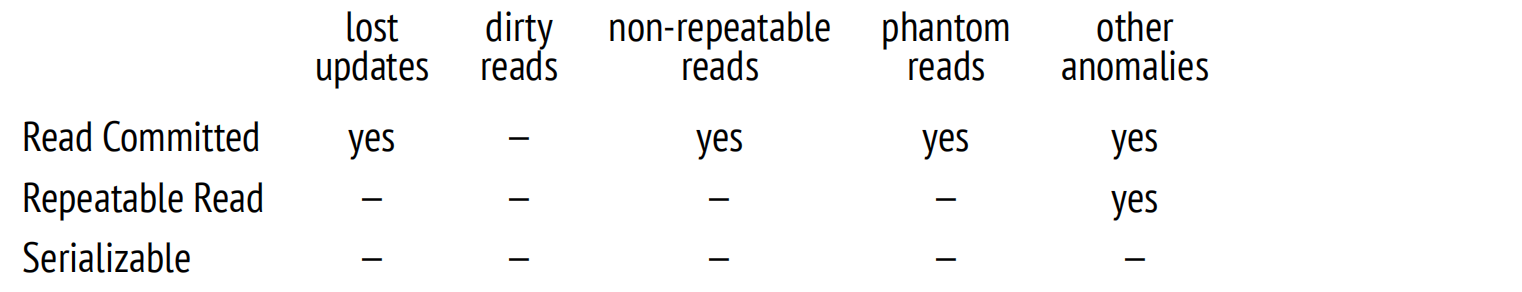 lost dirty non-repeatable phantom other
updates reads reads reads anomalies
Read Committed yes – yes yes yes
Repeatable Read – – – – yes
Serializable – – – – –